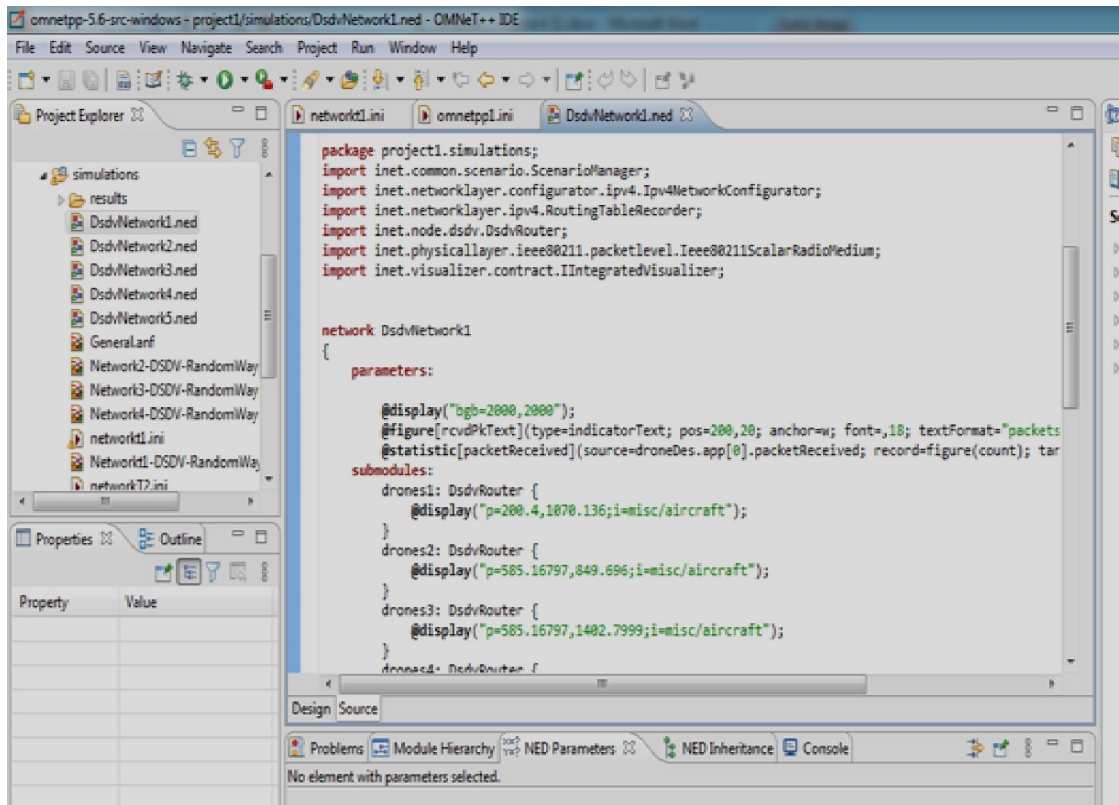 omnetpp-5.6-src-windows - project1/simulations/DsdvNetwork1.ned - OMNeT++ IDE
File Edit Source View Navigate Search Project Run Window Help
Project Explorer
simulations
results
DsdvNetwork1.ned
DsdvNetwork2.ned
DsdvNetwork3.ned
DsdvNetwork4.ned
DsdvNetwork5.ned
General.anf
Network2-DSDV-RandomWay
Network3-DSDV-RandomWay
Network4-DSDV-RandomWay
networkt1.ini
Networkt1-DSDV-RandomWay
networkT2.ini
Properties Outline
Property Value
networkt1.ini omnetpp1.ini DsdvNetwork1.ned
package project1.simulations;
import inet.common.scenario.ScenarioManager;
import inet.networklayer.configurator.ipv4.Ipv4NetworkConfigurator;
import inet.networklayer.ipv4.RoutingTableRecorder;
import inet.node.dsdv.DsdvRouter;
import inet.physicallayer.ieee80211.packetlevel.Ieee80211ScalarRadioMedium;
import inet.visualizer.contract.IIntegratedVisualizer;
network DsdvNetwork1
{
parameters:
@display("bgb=2000,2000");
@figure[rcvdPkText](type=indicatorText; pos=200,20; anchor=w; font=,18; textFormat="packets
@statistic[packetReceived](source=droneDes.app[0].packetReceived; record=figure(count); tar
submodules:
drones1: DsdvRouter {
@display("p=200.4,1070.136;i=misc/aircraft");
}
drones2: DsdvRouter {
@display("p=585.16797,849.696;i=misc/aircraft");
}
drones3: DsdvRouter {
@display("p=585.16797,1402.7999;i=misc/aircraft");
}
drones4: DsdvRouter {
Design Source
Problems Module Hierarchy NED Parameters NED Inheritance Console
No element with parameters selected.